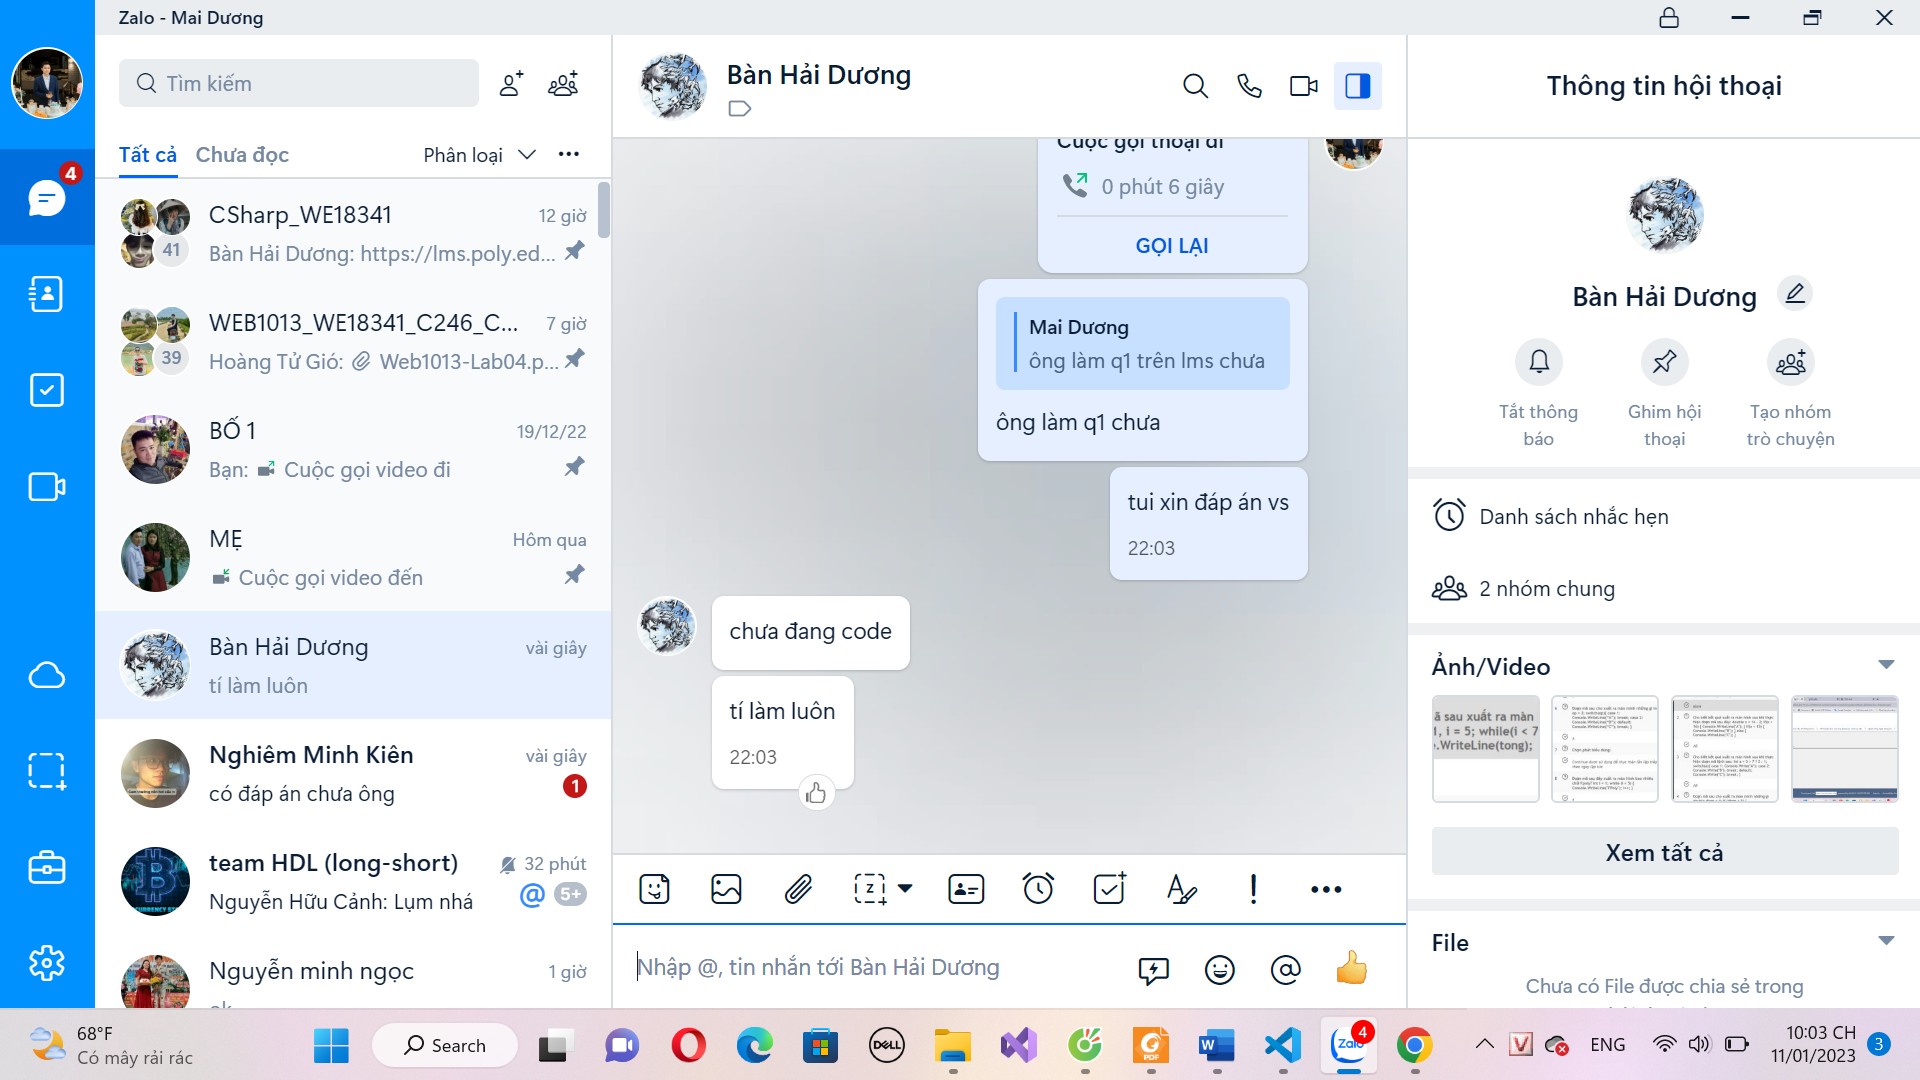 Zalo - Mai Dương
4
Tìm kiếm
Tất cả
Chưa đọc
Phân loại
CSharp_WE18341
12 giờ
41
Bàn Hải Dương: https://lms.poly.ed...
WEB1013_WE18341_C246_C...
7 giờ
39
Hoàng Tử Gió: Web1013-Lab04.p...
BỐ 1
19/12/22
Bạn: Cuộc gọi video đi
MẸ
Hôm qua
Cuộc gọi video đến
Bàn Hải Dương
vài giây
tí làm luôn
Nghiêm Minh Kiên
vài giây
có đáp án chưa ông
1
team HDL (long-short)
32 phút
Nguyễn Hữu Cảnh: Lụm nhá
@ 5+
Nguyễn minh ngọc
1 giờ
Bàn Hải Dương
Cuộc gọi thoại đi
0 phút 6 giây
GỌI LẠI
Mai Dương
ông làm q1 trên lms chưa
ông làm q1 chưa
tui xin đáp án vs
22:03
chưa đang code
tí làm luôn
22:03
Nhập @, tin nhắn tới Bàn Hải Dương
Thông tin hội thoại
Bàn Hải Dương
Tắt thông
báo
Ghim hội
thoại
Tạo nhóm
trò chuyện
Danh sách nhắc hẹn
2 nhóm chung
Ảnh/Video
ã sau xuất ra màn
1, i = 5; while(i < 7
.WriteLine(tong);
Xem tất cả
File
Chưa có File được chia sẻ trong
68°F
Có mây rải rác
Search
DELL
PDF
W
Zalo
4
V
ENG
10:03 CH
11/01/2023
3